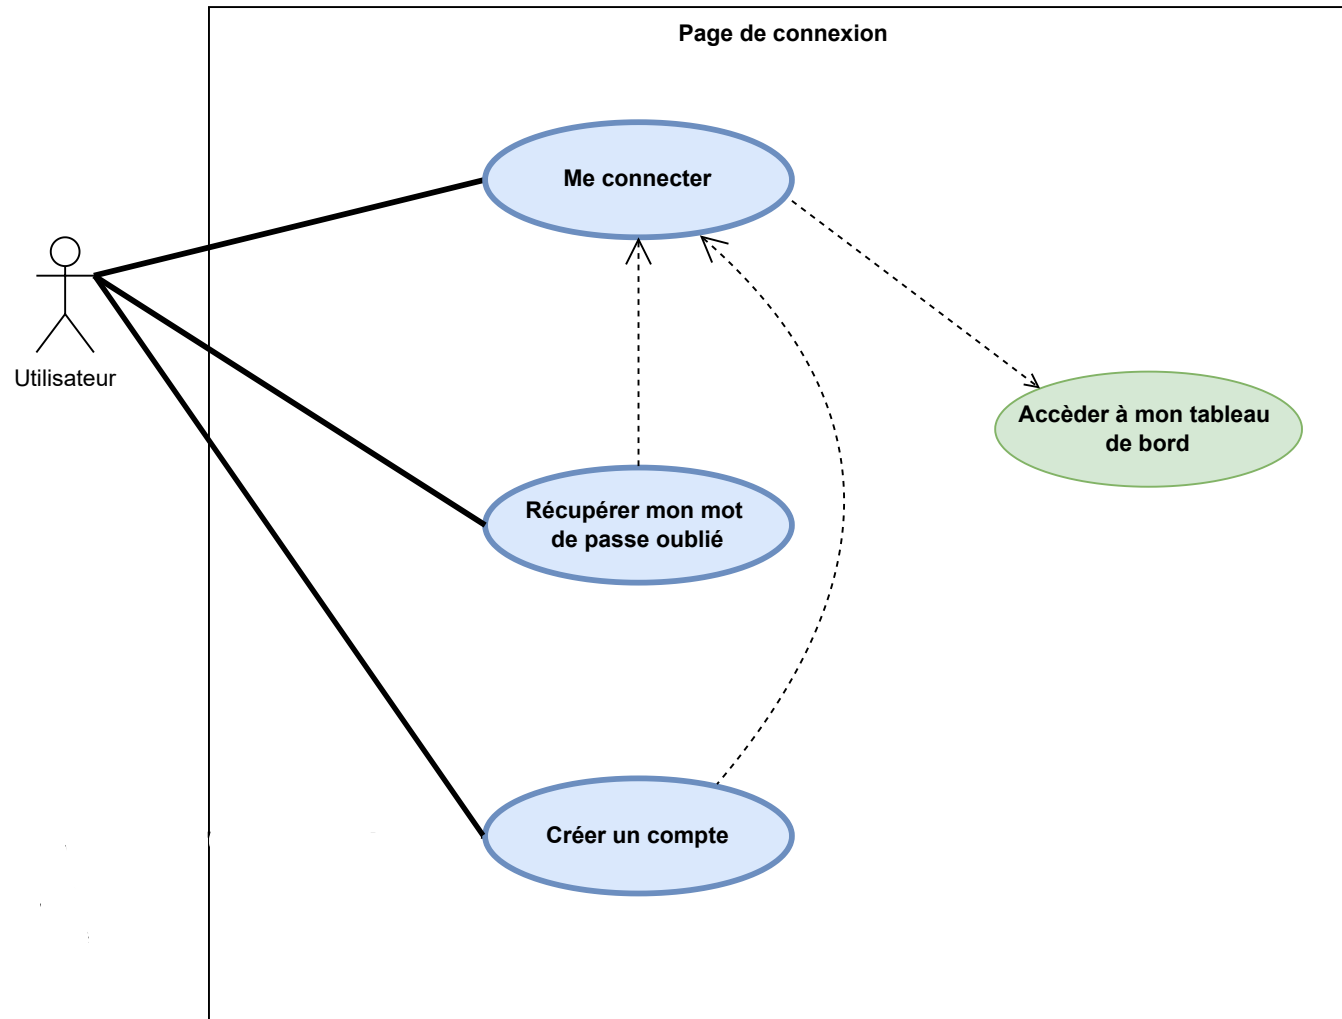 Page de connexion
Me connecter
Utilisateur
Accèder à mon tableau
de bord
Récupérer mon mot
de passe oublié
Créer un compte